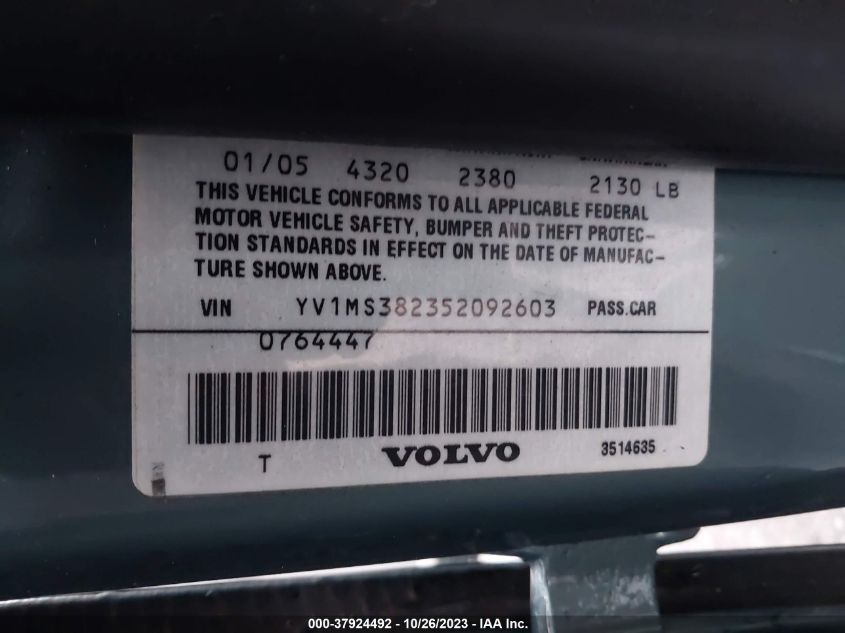 01/05 4320 2380 2130 LB
THIS VEHICLE CONFORMS TO ALL APPLICABLE FEDERAL
MOTOR VEHICLE SAFETY, BUMPER AND THEFT PROTEC-
TION STANDARDS IN EFFECT ON THE DATE OF MANUFAC-
TURE SHOWN ABOVE.
VIN YV1MS382352092603 PASS.CAR
0764447
T VOLVO 3514635
000-37924492 - 10/26/2023 - IAA Inc.